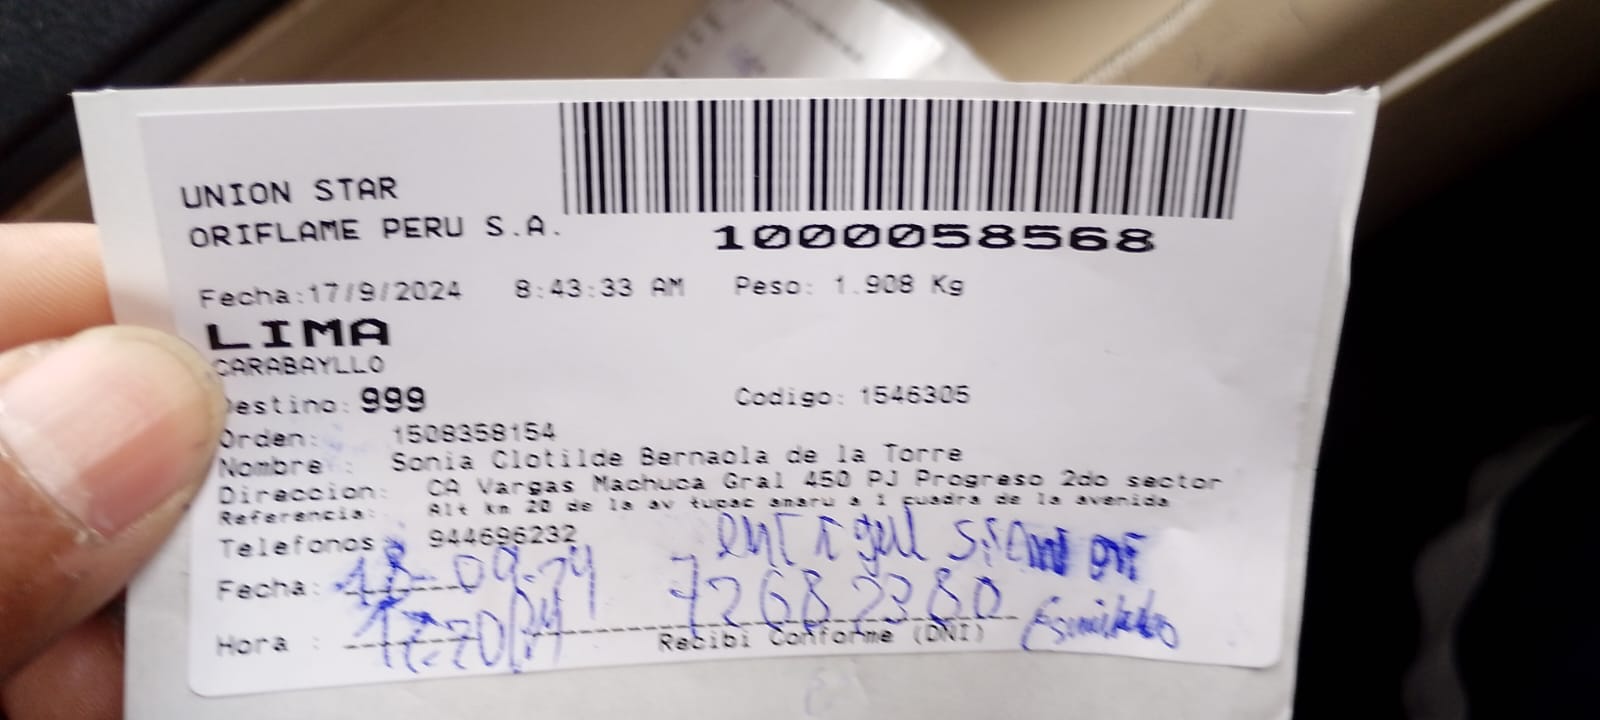 UNION STAR
ORIFLAME PERU S.A.
1000058568
Fecha:17/9/2024 8:43:33 AM Peso: 1.908 Kg
LIMA
CARABAYLLO
Destino: 999 Codigo: 1546305
Orden: 1508358154
Nombre : Sonia Clotilde Bernaola de la Torre
Direccion: CA Vargas Machuca Gral 450 PJ Progreso 2do sector
Referencia: Alt km 20 de la av tupac amaru a 1 cuadra de la avenida
Telefonos 944696232
Fecha: 18-09-24 72682380
Hora :
Recibi Conforme (DNI)